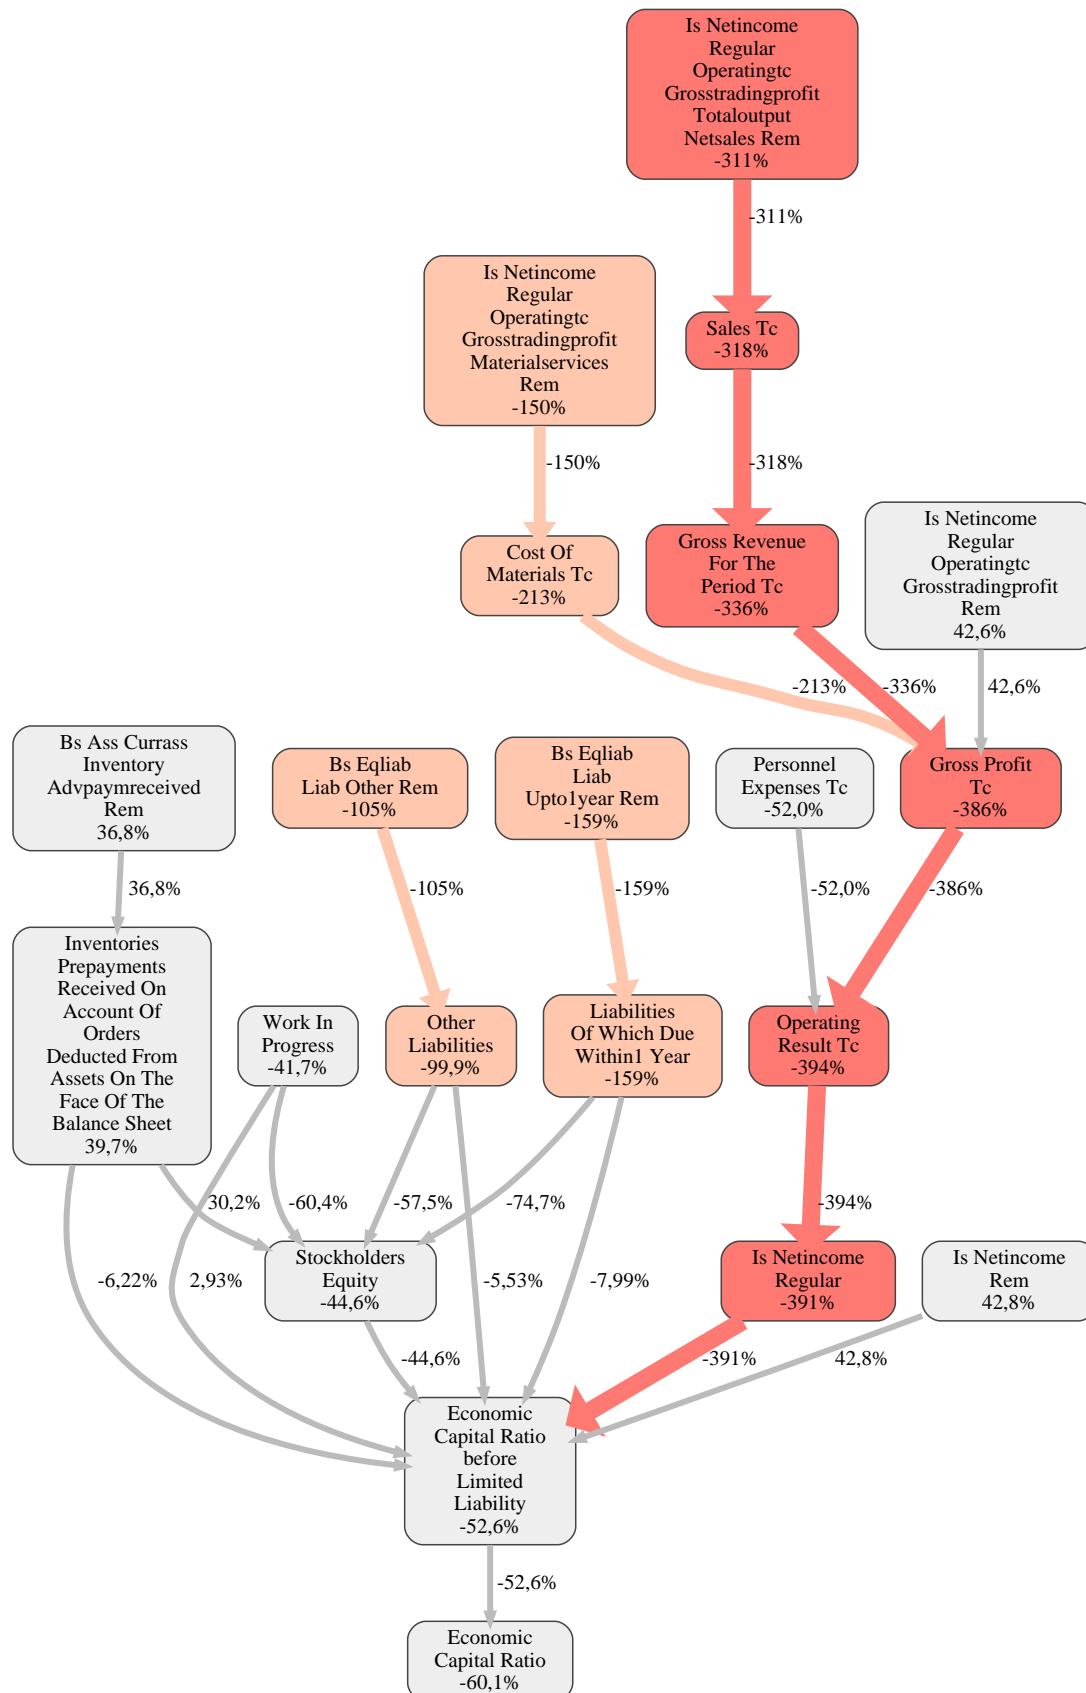 Is Netincome
Regular
Operatingtc
Grosstradingprofit
Totaloutput
Netsales Rem
-311%
-311%
Is Netincome
Regular
Operatingtc
Grosstradingprofit
Materialservices
Rem
-150%
Sales Tc
-318%
-150%
-318%
Is Netincome
Regular
Operatingtc
Grosstradingprofit
Rem
42,6%
Cost Of
Materials Tc
-213%
Gross Revenue
For The
Period Tc
-336%
-213%
-336%
42,6%
Bs Ass Currass
Inventory
Advpaymreceived
Rem
36,8%
Bs Eqliab
Liab Other Rem
-105%
Bs Eqliab
Liab
Upto1year Rem
-159%
Personnel
Expenses Tc
-52,0%
Gross Profit
Tc
-386%
36,8%
-105%
-159%
-52,0%
-386%
Inventories
Prepayments
Received On
Account Of
Orders
Deducted From
Assets On The
Face Of The
Balance Sheet
39,7%
Work In
Progress
-41,7%
Other
Liabilities
-99,9%
Liabilities
Of Which Due
Within1 Year
-159%
Operating
Result Tc
-394%
30,2%
-60,4%
-57,5%
-74,7%
-394%
Stockholders
Equity
-44,6%
Is Netincome
Regular
-391%
Is Netincome
Rem
42,8%
-6,22%
2,93%
-5,53%
-7,99%
-44,6%
-391%
42,8%
Economic
Capital Ratio
before
Limited
Liability
-52,6%
-52,6%
Economic
Capital Ratio
-60,1%